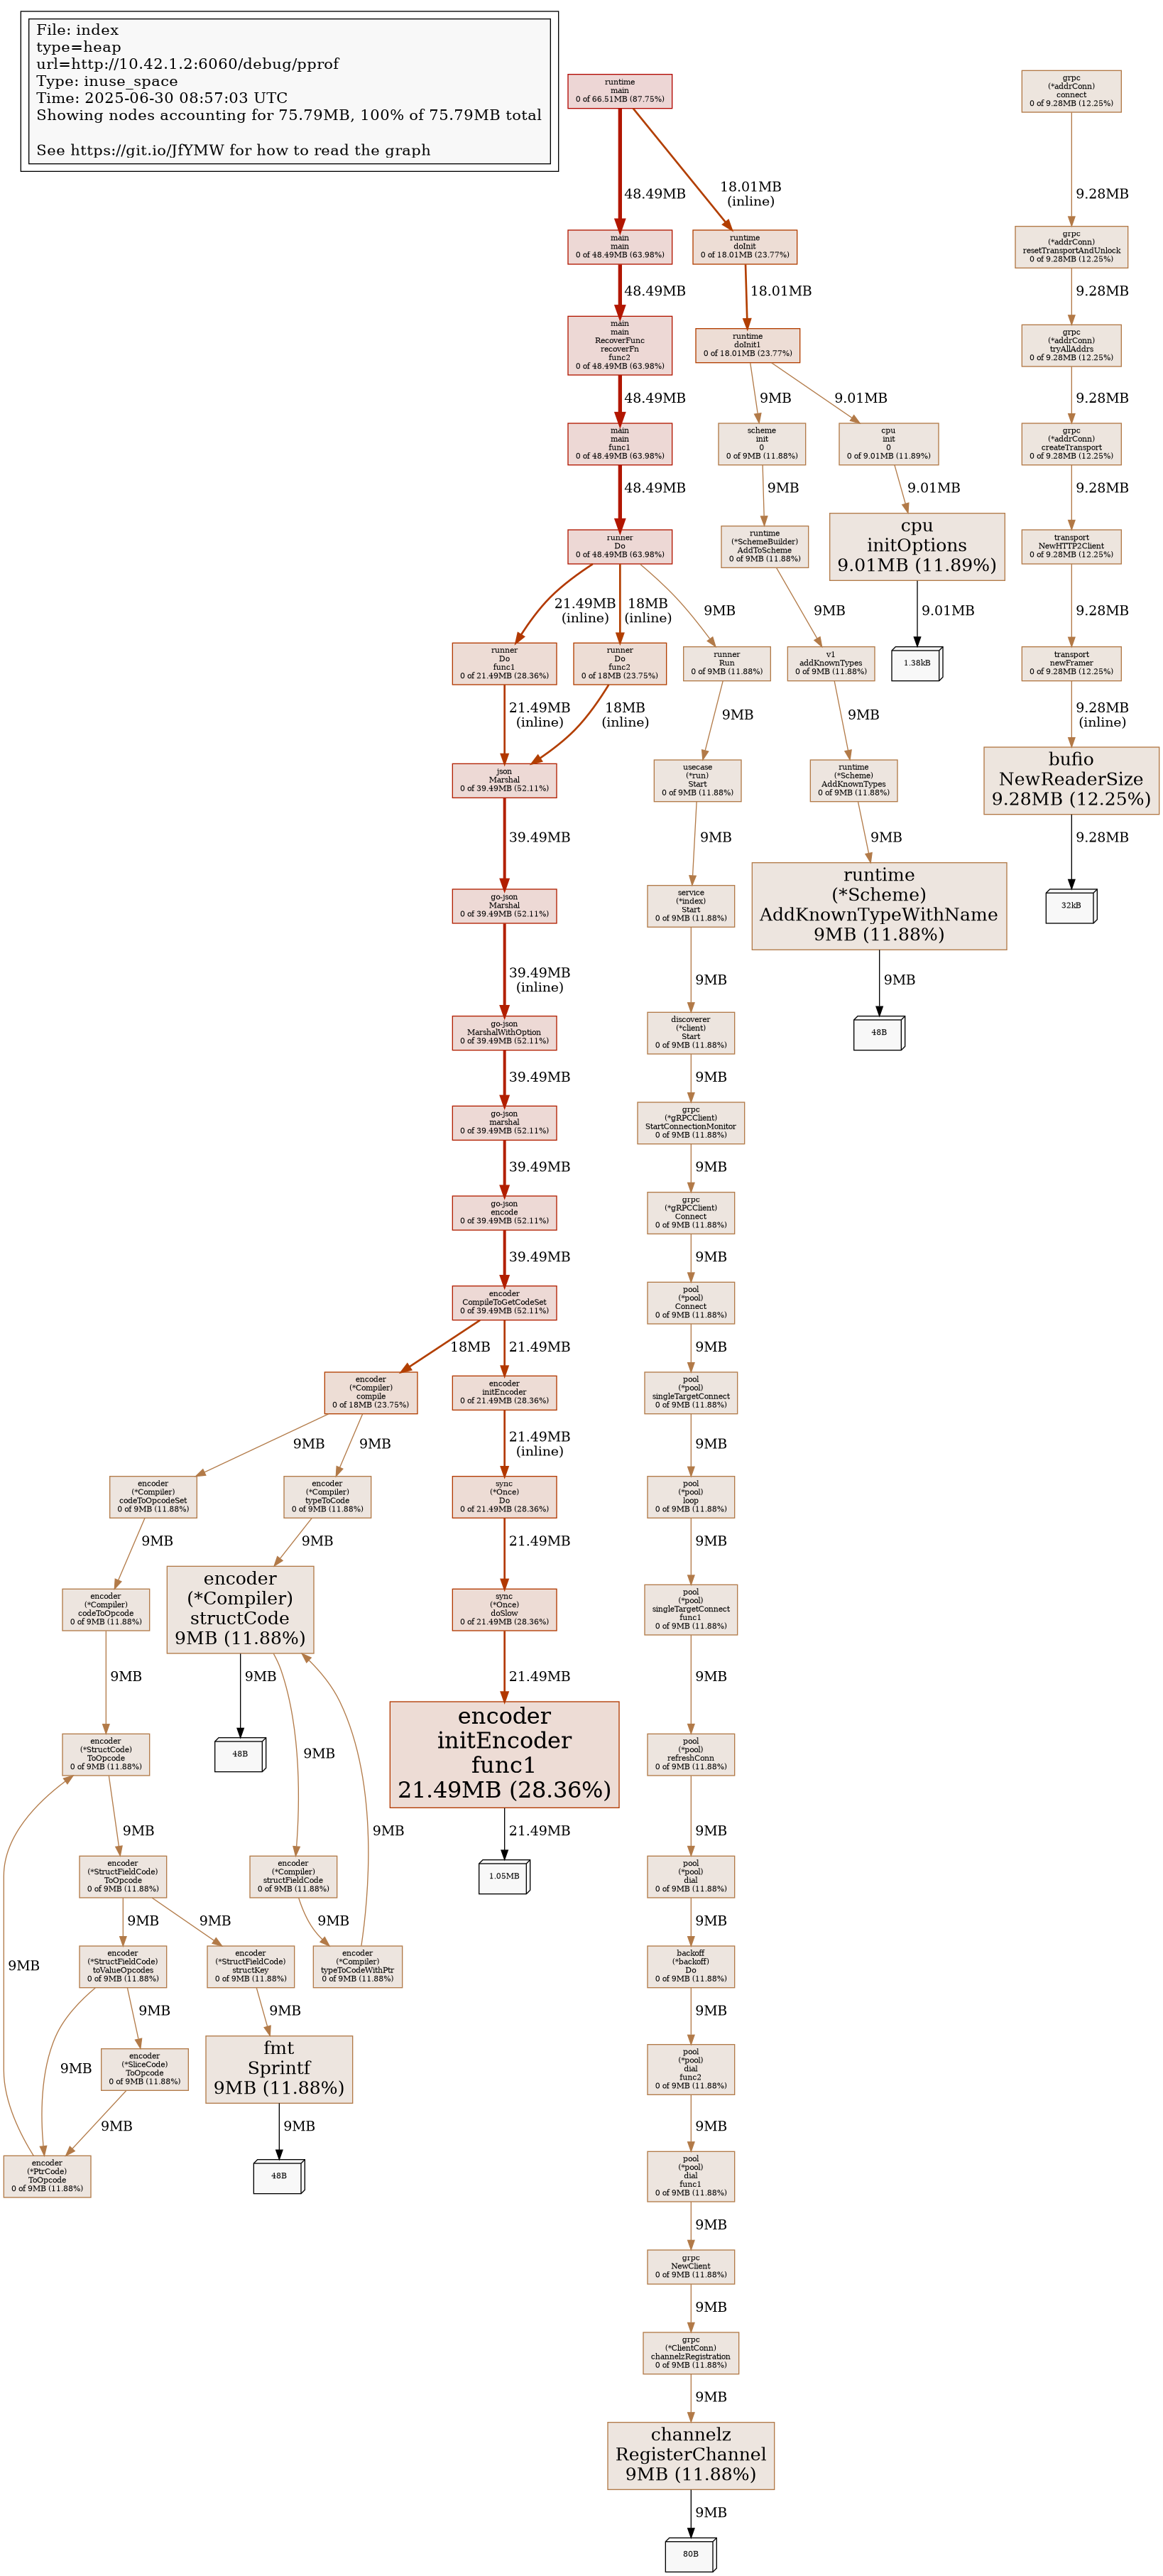 File: index
type=heap
url=http://10.42.1.2:6060/debug/pprof
Type: inuse_space
Time: 2025-06-30 08:57:03 UTC
Showing nodes accounting for 75.79MB, 100% of 75.79MB total
See https://git.io/JfYMW for how to read the graph
runtime
main
0 of 66.51MB (87.75%)
grpc
(*addrConn)
connect
0 of 9.28MB (12.25%)
48.49MB
18.01MB
(inline)
9.28MB
main
main
0 of 48.49MB (63.98%)
runtime
doInit
0 of 18.01MB (23.77%)
grpc
(*addrConn)
resetTransportAndUnlock
0 of 9.28MB (12.25%)
48.49MB
18.01MB
9.28MB
main
main
RecoverFunc
recoverFn
func2
0 of 48.49MB (63.98%)
runtime
doInit1
0 of 18.01MB (23.77%)
grpc
(*addrConn)
tryAllAddrs
0 of 9.28MB (12.25%)
48.49MB
9MB
9.01MB
9.28MB
main
main
func1
0 of 48.49MB (63.98%)
scheme
init
0
0 of 9MB (11.88%)
cpu
init
0
0 of 9.01MB (11.89%)
grpc
(*addrConn)
createTransport
0 of 9.28MB (12.25%)
48.49MB
9MB
9.01MB
9.28MB
runner
Do
0 of 48.49MB (63.98%)
runtime
(*SchemeBuilder)
AddToScheme
0 of 9MB (11.88%)
cpu
initOptions
9.01MB (11.89%)
transport
NewHTTP2Client
0 of 9.28MB (12.25%)
21.49MB
(inline)
18MB
(inline)
9MB
9MB
9.01MB
9.28MB
runner
Do
func1
0 of 21.49MB (28.36%)
runner
Do
func2
0 of 18MB (23.75%)
runner
Run
0 of 9MB (11.88%)
v1
addKnownTypes
0 of 9MB (11.88%)
1.38kB
transport
newFramer
0 of 9.28MB (12.25%)
21.49MB
(inline)
18MB
(inline)
9MB
9MB
9.28MB
(inline)
json
Marshal
0 of 39.49MB (52.11%)
usecase
(*run)
Start
0 of 9MB (11.88%)
runtime
(*Scheme)
AddKnownTypes
0 of 9MB (11.88%)
bufio
NewReaderSize
9.28MB (12.25%)
39.49MB
9MB
9MB
9.28MB
go-json
Marshal
0 of 39.49MB (52.11%)
service
(*index)
Start
0 of 9MB (11.88%)
runtime
(*Scheme)
AddKnownTypeWithName
9MB (11.88%)
32kB
39.49MB
(inline)
9MB
9MB
go-json
MarshalWithOption
0 of 39.49MB (52.11%)
discoverer
(*client)
Start
0 of 9MB (11.88%)
48B
39.49MB
9MB
go-json
marshal
0 of 39.49MB (52.11%)
grpc
(*gRPCClient)
StartConnectionMonitor
0 of 9MB (11.88%)
39.49MB
9MB
go-json
encode
0 of 39.49MB (52.11%)
grpc
(*gRPCClient)
Connect
0 of 9MB (11.88%)
39.49MB
9MB
encoder
CompileToGetCodeSet
0 of 39.49MB (52.11%)
pool
(*pool)
Connect
0 of 9MB (11.88%)
18MB
21.49MB
9MB
encoder
(*Compiler)
compile
0 of 18MB (23.75%)
encoder
initEncoder
0 of 21.49MB (28.36%)
pool
(*pool)
singleTargetConnect
0 of 9MB (11.88%)
9MB
9MB
21.49MB
(inline)
9MB
encoder
(*Compiler)
codeToOpcodeSet
0 of 9MB (11.88%)
encoder
(*Compiler)
typeToCode
0 of 9MB (11.88%)
sync
(*Once)
Do
0 of 21.49MB (28.36%)
pool
(*pool)
loop
0 of 9MB (11.88%)
9MB
9MB
21.49MB
9MB
encoder
(*Compiler)
codeToOpcode
0 of 9MB (11.88%)
encoder
(*Compiler)
structCode
9MB (11.88%)
sync
(*Once)
doSlow
0 of 21.49MB (28.36%)
pool
(*pool)
singleTargetConnect
func1
0 of 9MB (11.88%)
9MB
9MB
21.49MB
9MB
encoder
(*StructCode)
ToOpcode
0 of 9MB (11.88%)
48B
9MB
encoder
initEncoder
func1
21.49MB (28.36%)
pool
(*pool)
refreshConn
0 of 9MB (11.88%)
9MB
9MB
21.49MB
9MB
encoder
(*StructFieldCode)
ToOpcode
0 of 9MB (11.88%)
encoder
(*Compiler)
structFieldCode
0 of 9MB (11.88%)
1.05MB
pool
(*pool)
dial
0 of 9MB (11.88%)
9MB
9MB
9MB
9MB
9MB
encoder
(*StructFieldCode)
toValueOpcodes
0 of 9MB (11.88%)
encoder
(*StructFieldCode)
structKey
0 of 9MB (11.88%)
encoder
(*Compiler)
typeToCodeWithPtr
0 of 9MB (11.88%)
backoff
(*backoff)
Do
0 of 9MB (11.88%)
9MB
9MB
9MB
9MB
encoder
(*SliceCode)
ToOpcode
0 of 9MB (11.88%)
fmt
Sprintf
9MB (11.88%)
pool
(*pool)
dial
func2
0 of 9MB (11.88%)
9MB
9MB
9MB
encoder
(*PtrCode)
ToOpcode
0 of 9MB (11.88%)
48B
pool
(*pool)
dial
func1
0 of 9MB (11.88%)
9MB
grpc
NewClient
0 of 9MB (11.88%)
9MB
grpc
(*ClientConn)
channelzRegistration
0 of 9MB (11.88%)
9MB
channelz
RegisterChannel
9MB (11.88%)
9MB
80B